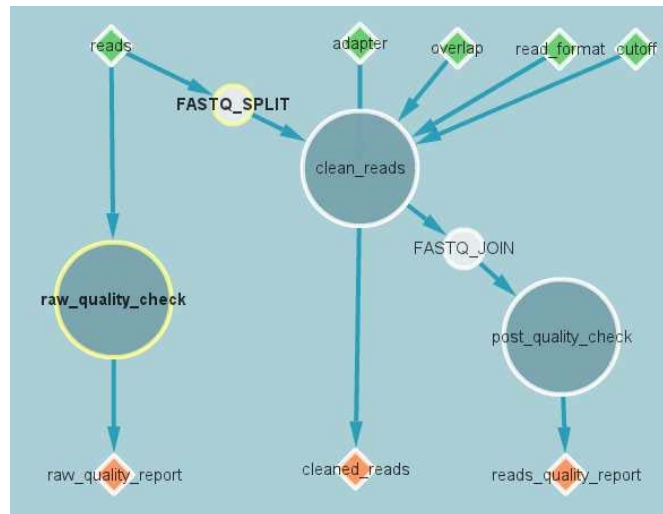 reads
adapter
overlap
read_format
cutoff
FASTQ_SPLIT
clean_reads
FASTQ_JOIN
raw_quality_check
post_quality_check
raw_quality_report
cleaned_reads
reads_quality_report